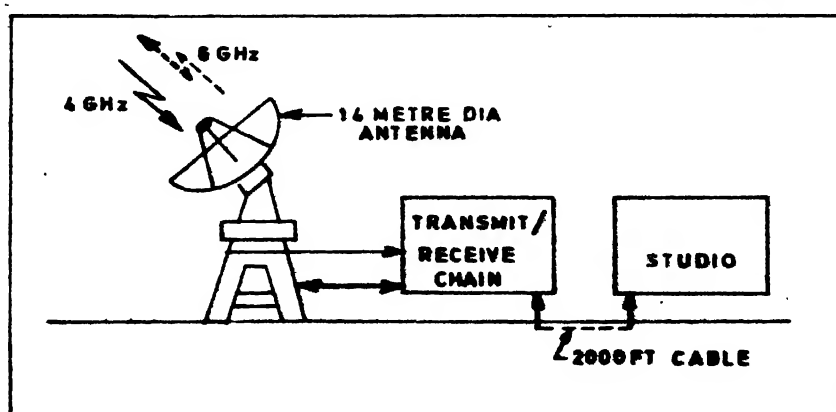 6 GHz
4 GHz
14 METRE DIA
ANTENNA
TRANSMIT/
RECEIVE
CHAIN
STUDIO
2000FT CABLE